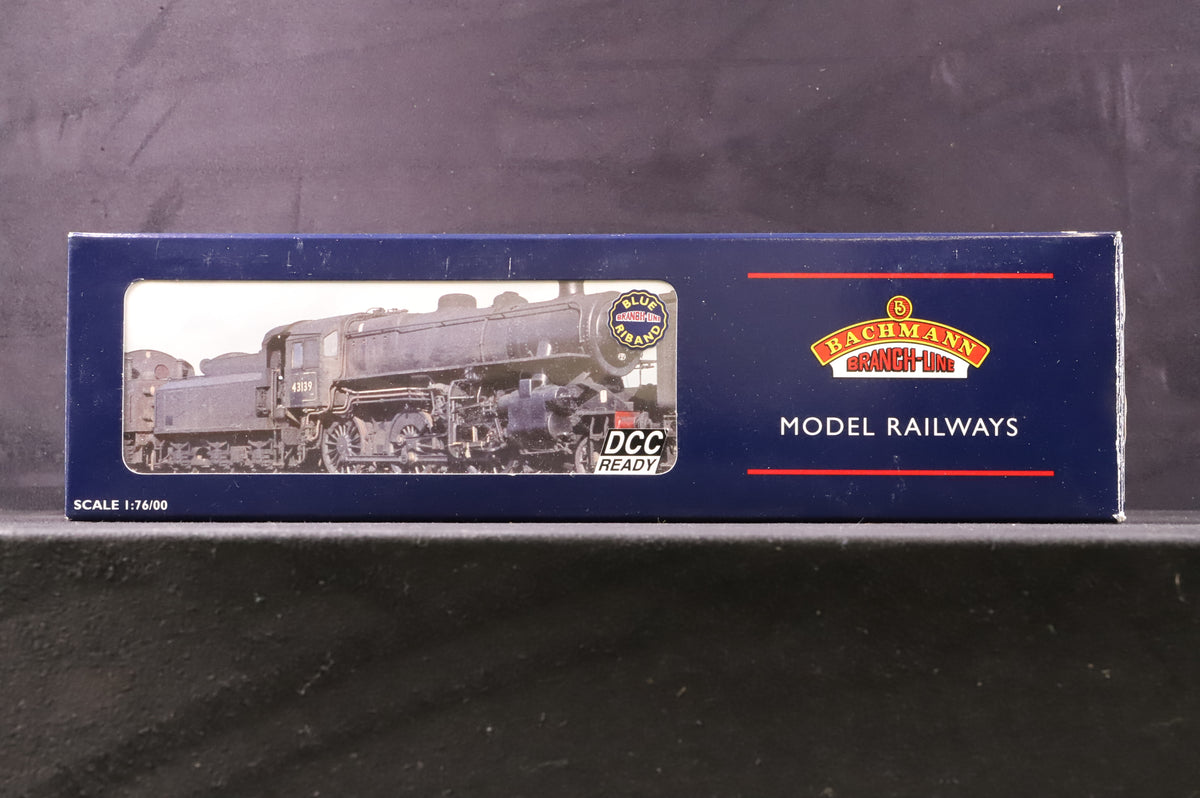 BLUE
BRANCH-LINE
RIBAND
43139
DCC
READY
SCALE 1:76/00
B
BACHMANN
BRANCH-LINE
MODEL RAILWAYS